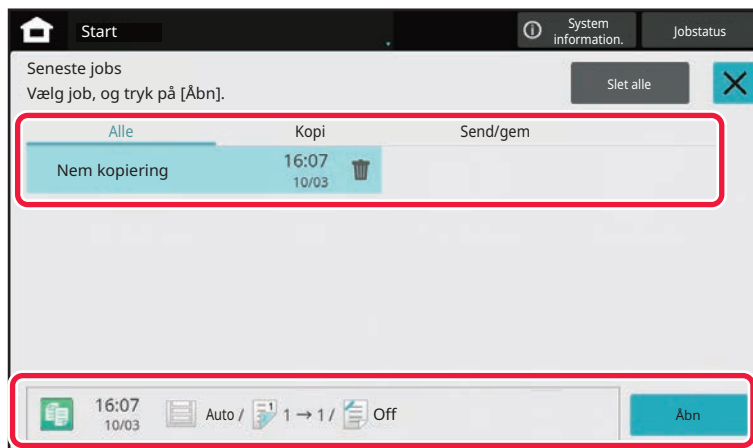 Start
System
information.
Jobstatus
Seneste jobs
Vælg job, og tryk på [Åbn].
Slet alle
Alle Kopi Send/gem
Nem kopiering 16:07
10/03
16:07
10/03
Auto / 1 → 1 / Off
Åbn